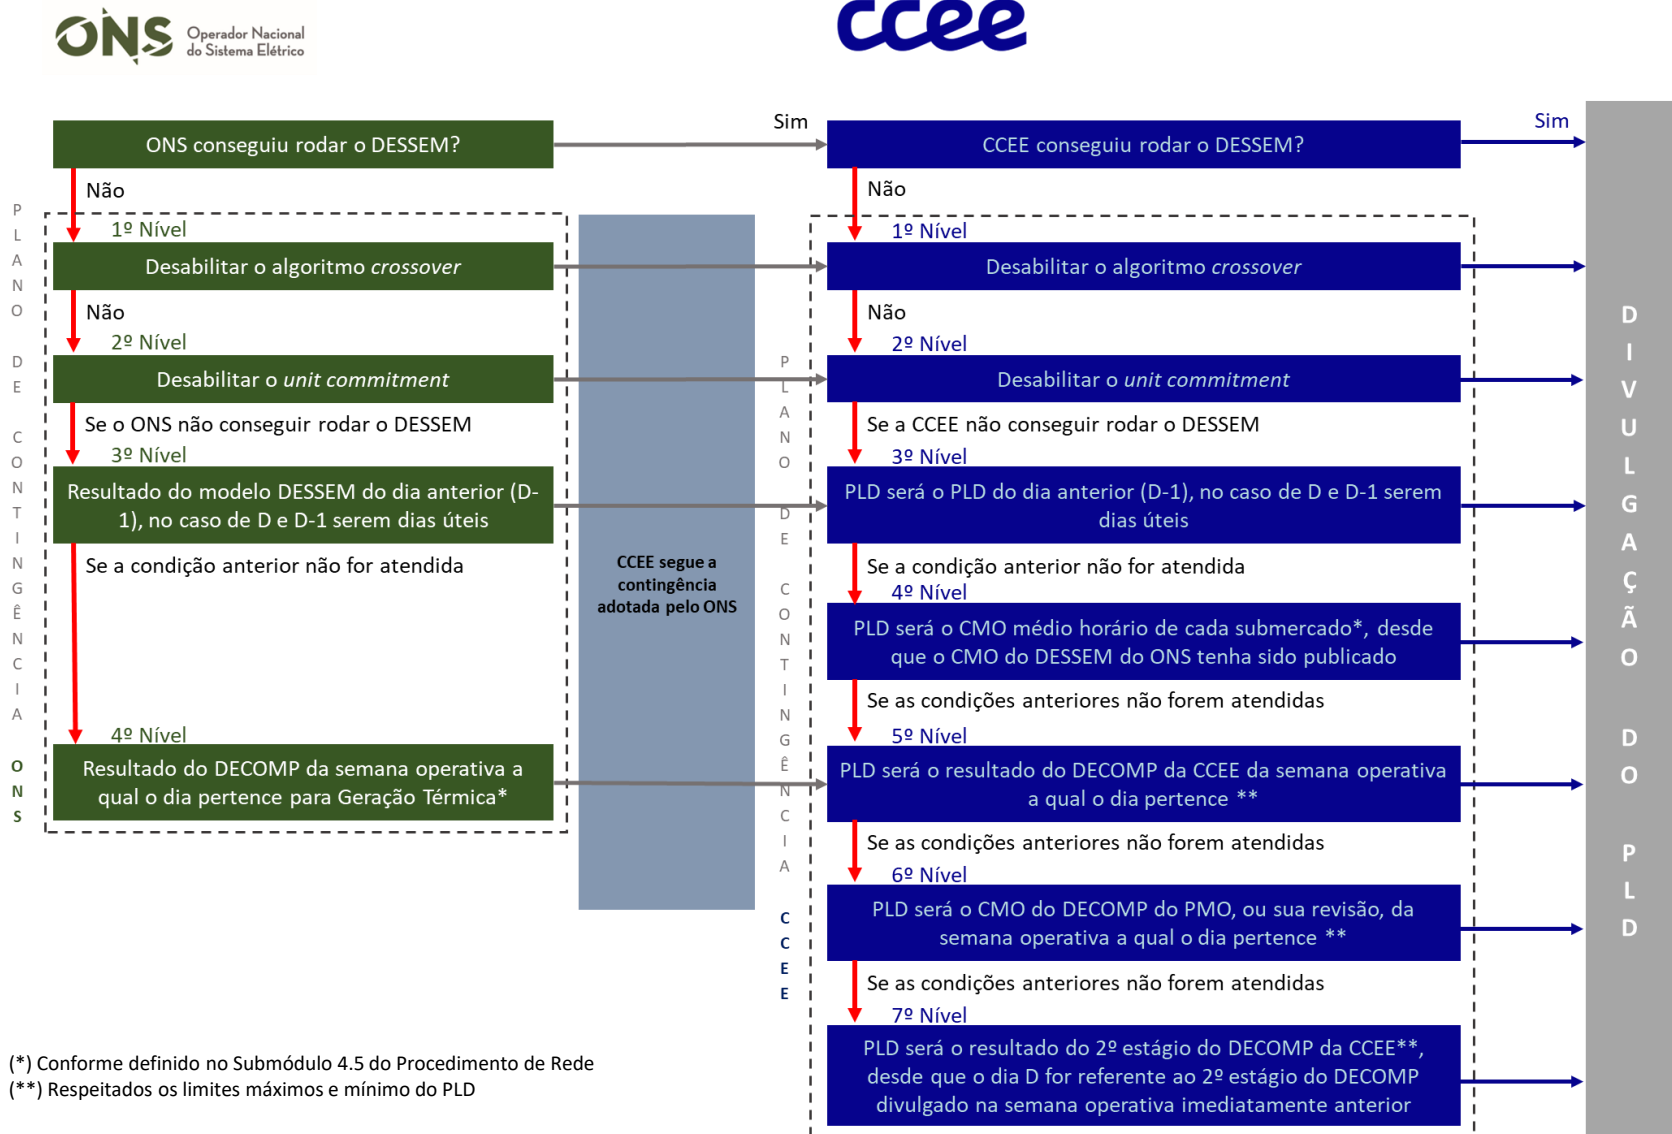 ONS Operador Nacional
do Sistema Elétrico
ccee
ONS conseguiu rodar o DESSEM?
Sim
CCEE conseguiu rodar o DESSEM?
Sim
Não
Não
1º Nível
1º Nível
Desabilitar o algoritmo crossover
Desabilitar o algoritmo crossover
Não
Não
2º Nível
2º Nível
Desabilitar o unit commitment
Desabilitar o unit commitment
Se o ONS não conseguir rodar o DESSEM
Se a CCEE não conseguir rodar o DESSEM
3º Nível
3º Nível
Resultado do modelo DESSEM do dia anterior (D-
1), no caso de D e D-1 serem dias úteis
PLD será o PLD do dia anterior (D-1), no caso de D e D-1 serem
dias úteis
Se a condição anterior não for atendida
Se a condição anterior não for atendida
CCEE segue a
contingência
adotada pelo ONS
4º Nível
PLD será o CMO médio horário de cada submercado*, desde
que o CMO do DESSEM do ONS tenha sido publicado
Se as condições anteriores não forem atendidas
4º Nível
5º Nível
Resultado do DECOMP da semana operativa a
qual o dia pertence para Geração Térmica*
PLD será o resultado do DECOMP da CCEE da semana operativa
a qual o dia pertence **
Se as condições anteriores não forem atendidas
6º Nível
PLD será o CMO do DECOMP do PMO, ou sua revisão, da
semana operativa a qual o dia pertence **
Se as condições anteriores não forem atendidas
7º Nível
PLD será o resultado do 2º estágio do DECOMP da CCEE**,
desde que o dia D for referente ao 2º estágio do DECOMP
divulgado na semana operativa imediatamente anterior
PLANO DE CONTINGÊNCIA ONS
PLANO DE CONTINGÊNCIA CCEE
DIVULGAÇÃO DO PLD
(*) Conforme definido no Submódulo 4.5 do Procedimento de Rede
(**) Respeitados os limites máximos e mínimo do PLD